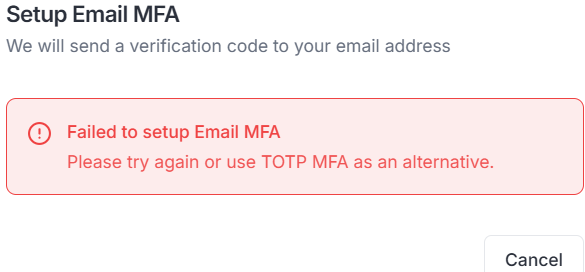 Setup Email MFA
We will send a verification code to your email address
Failed to setup Email MFA
Please try again or use TOTP MFA as an alternative.
Cancel